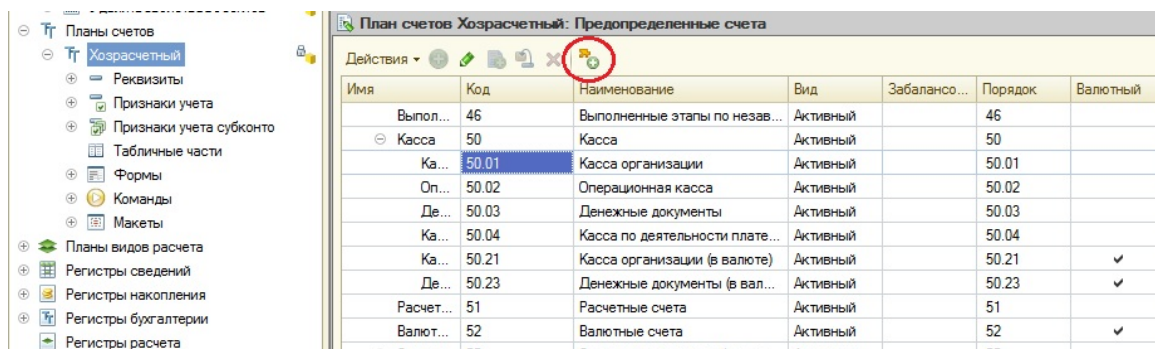 Планы счетов
Хозрасчетный
Реквизиты
Признаки учета
Признаки учета субконто
Табличные части
Формы
Команды
Макеты
Планы видов расчета
Регистры сведений
Регистры накопления
Регистры бухгалтерии
Регистры расчета
План счетов Хозрасчетный: Предопределенные счета
Действия
Имя Код Наименование Вид Забалансо... Порядок Валютный
Выпол... 46 Выполненные этапы по незав... Активный 46
Касса 50 Касса Активный 50
Ка... 50.01 Касса организации Активный 50.01
Оп... 50.02 Операционная касса Активный 50.02
Де... 50.03 Денежные документы Активный 50.03
Ка... 50.04 Касса по деятельности плате... Активный 50.04
Ка... 50.21 Касса организации (в валюте) Активный 50.21
Де... 50.23 Денежные документы (в вал... Активный 50.23
Расчет... 51 Расчетные счета Активный 51
Валют... 52 Валютные счета Активный 52